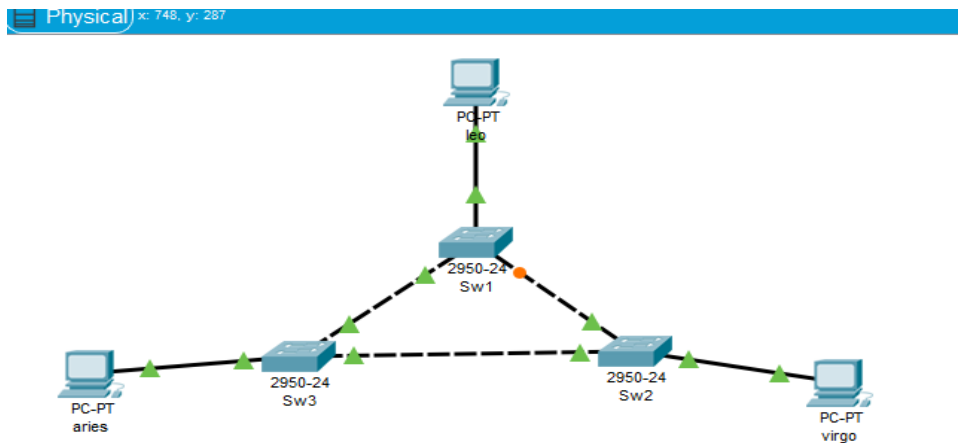 Physical x: 748, y: 287
PC-PT
leo
2950-24
Sw1
2950-24
Sw3
2950-24
Sw2
PC-PT
aries
PC-PT
virgo